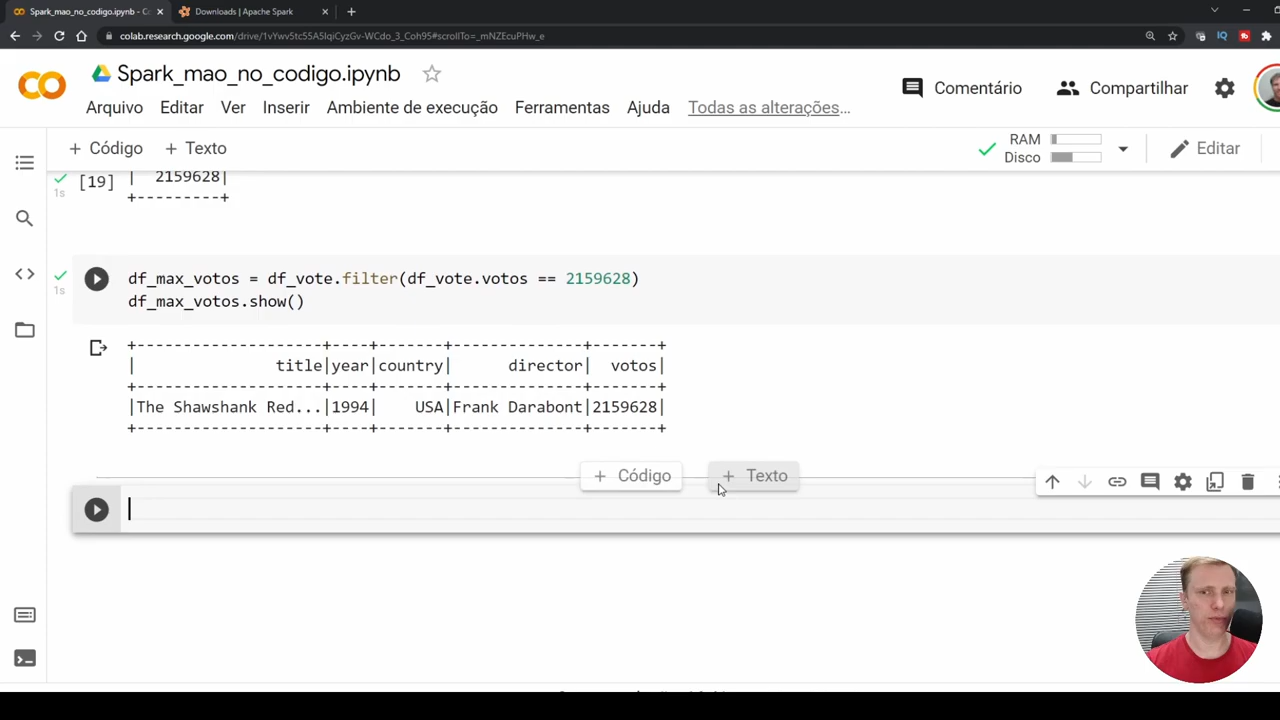 Spark_mao_no_codigo.ipynb - C
Downloads | Apache Spark
colab.research.google.com/drive/1vYwv5tc55A5IqiCyzGv-WCdo_3_Coh95#scrollTo=_mNZEcuPHw_e
Spark_mao_no_codigo.ipynb
Comentário
Compartilhar
Arquivo Editar Ver Inserir Ambiente de execução Ferramentas Ajuda Todas as alterações…
+ Código + Texto
RAM
Disco
Editar
1s
[19]
| 2159628|
+---------+
1s
df_max_votos = df_vote.filter(df_vote.votos == 2159628)
df_max_votos.show()
+--------------------+----+-------+--------------+-------+
| title|year|country| director| votos|
+--------------------+----+-------+--------------+-------+
|The Shawshank Red...|1994| USA|Frank Darabont|2159628|
+--------------------+----+-------+--------------+-------+
+ Código + Texto